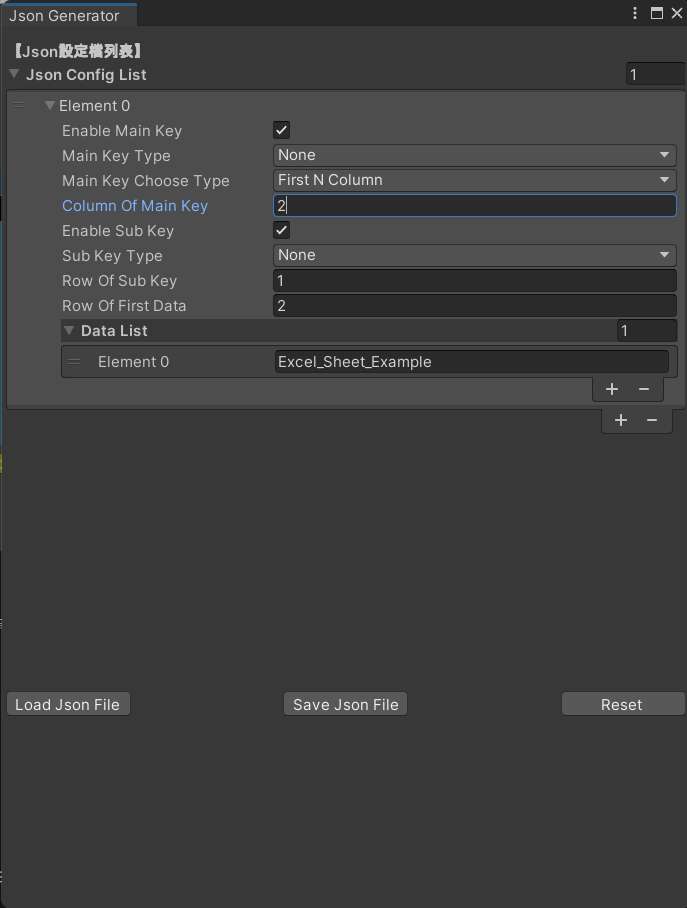 Json Generator
【Json設定檔列表】
Json Config List 1
Element 0
Enable Main Key
Main Key Type None
Main Key Choose Type First N Column
Column Of Main Key 2
Enable Sub Key
Sub Key Type None
Row Of Sub Key 1
Row Of First Data 2
Data List 1
Element 0 Excel_Sheet_Example
Load Json File Save Json File Reset